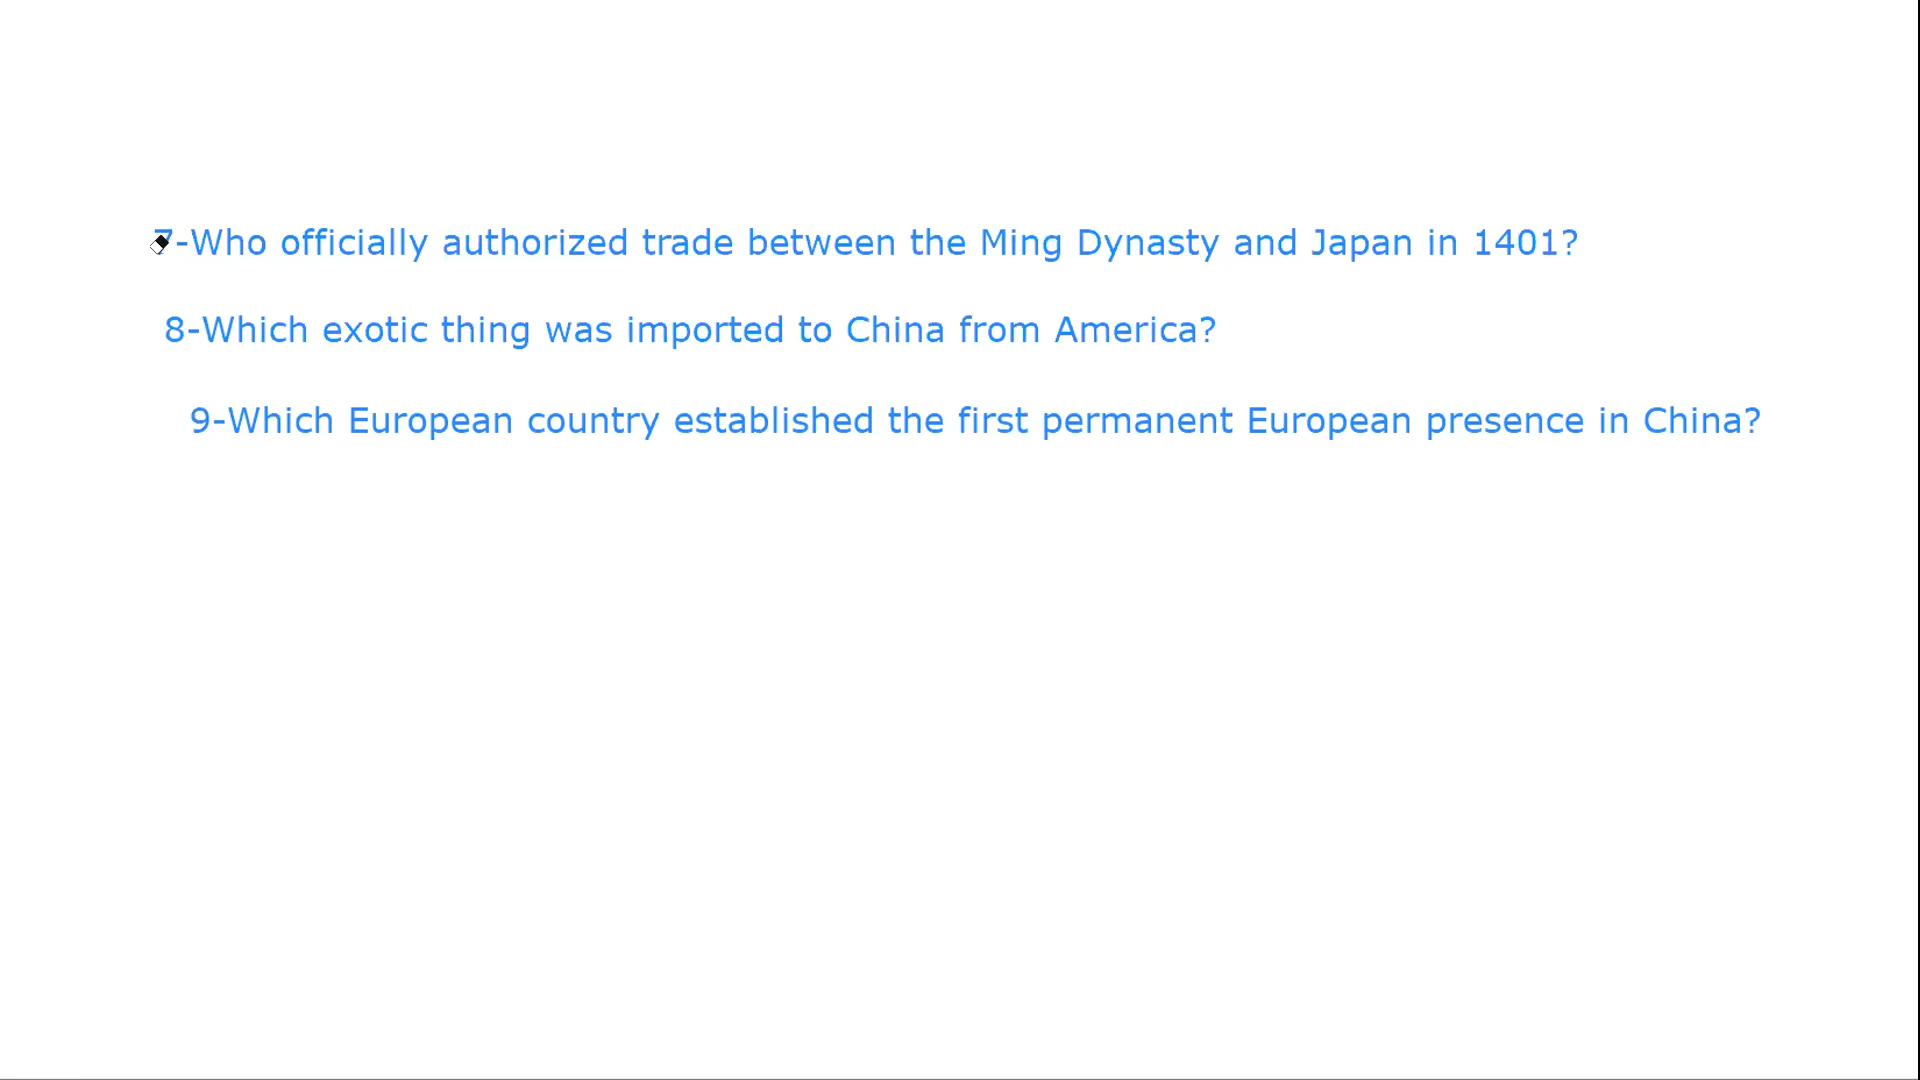 7-Who officially authorized trade between the Ming Dynasty and Japan in 1401?
8-Which exotic thing was imported to China from America?
9-Which European country established the first permanent European presence in China?